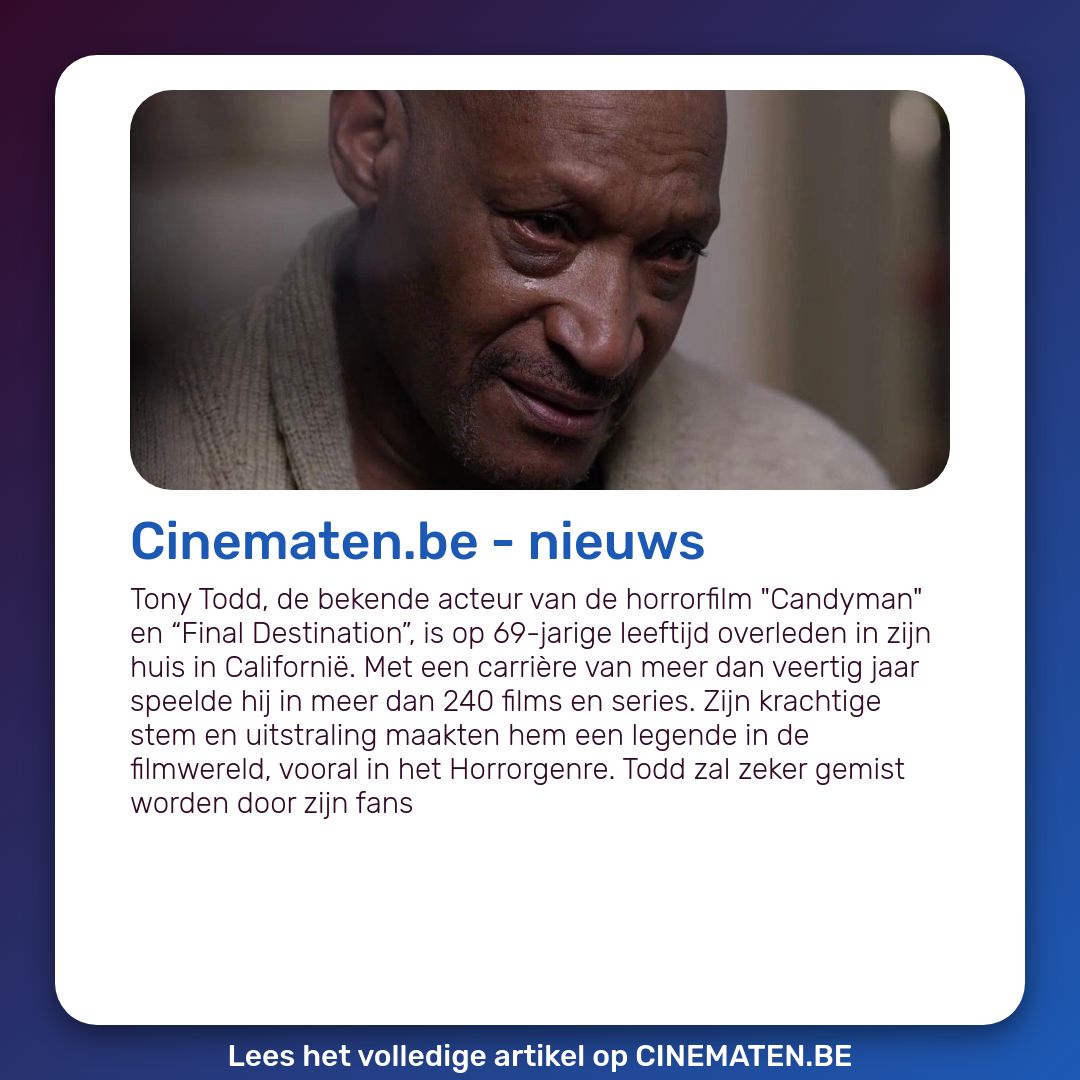 Cinematen.be - nieuws
Tony Todd, de bekende acteur van de horrorfilm "Candyman"
en “Final Destination”, is op 69-jarige leeftijd overleden in zijn
huis in Californië. Met een carrière van meer dan veertig jaar
speelde hij in meer dan 240 films en series. Zijn krachtige
stem en uitstraling maakten hem een legende in de
filmwereld, vooral in het Horrorgenre. Todd zal zeker gemist
worden door zijn fans
Lees het volledige artikel op CINEMATEN.BE